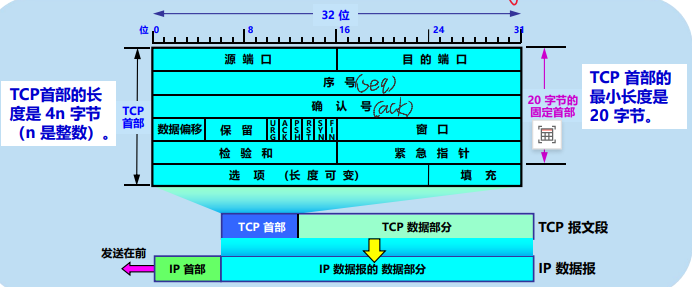 32 位
位 0 8 16 24 31
源 端 口 目 的 端 口
序 号 (seq)
确 认 号 (ack)
数据偏移 保 留 URG ACK PSH RST SYN FIN 窗 口
检 验 和 紧 急 指 针
选 项 (长 度 可 变) 填 充
TCP首部的长
度是 4n 字节
(n 是整数) 。
TCP
首部
20 字节的
固定首部
TCP 首部的
最小长度是
20 字节。
TCP 首部 TCP 数据部分 TCP 报文段
发送在前
IP 首部 IP 数据报的 数据部分 IP 数据报